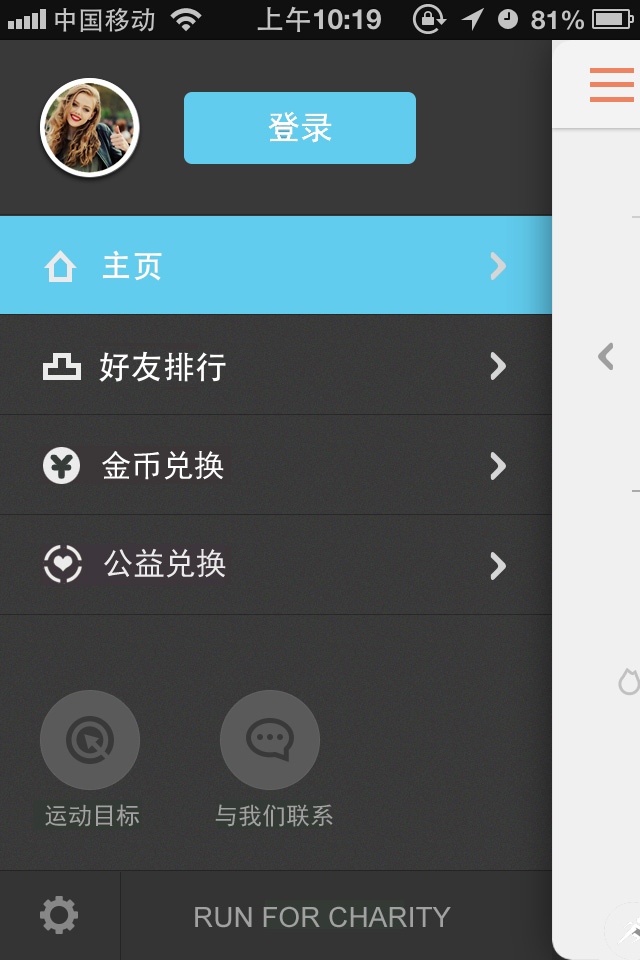 中国移动 上午10:19 81%
登录
主页
好友排行
金币兑换
公益兑换
运动目标 与我们联系
RUN FOR CHARITY